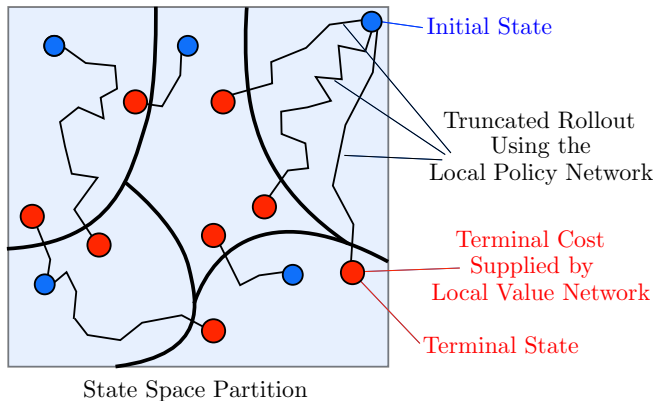 Initial State
Truncated Rollout
Using the
Local Policy Network
Terminal Cost
Supplied by
Local Value Network
Terminal State
State Space Partition